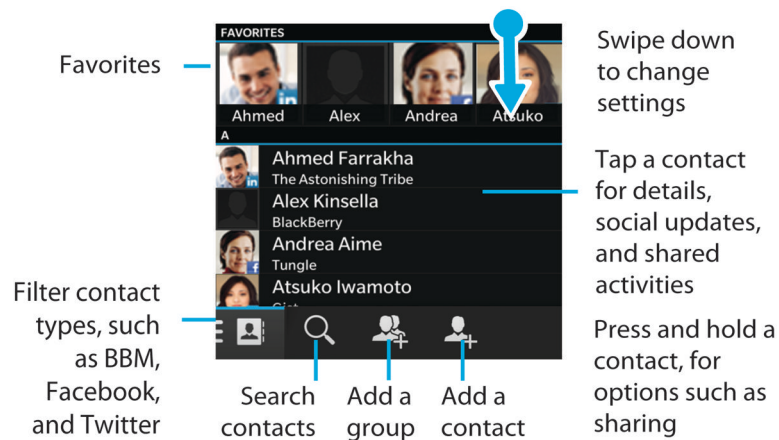 Favorites
FAVORITES
Ahmed Alex Andrea Atsuko
Swipe down
to change
settings
A
Ahmed Farrakha
The Astonishing Tribe
Alex Kinsella
BlackBerry
Andrea Aime
Tungle
Atsuko Iwamoto
Tap a contact
for details,
social updates,
and shared
activities
Filter contact
types, such
as BBM,
Facebook,
and Twitter
Search
contacts
Add a
group
Add a
contact
Press and hold a
contact, for
options such as
sharing
in
f
in
f